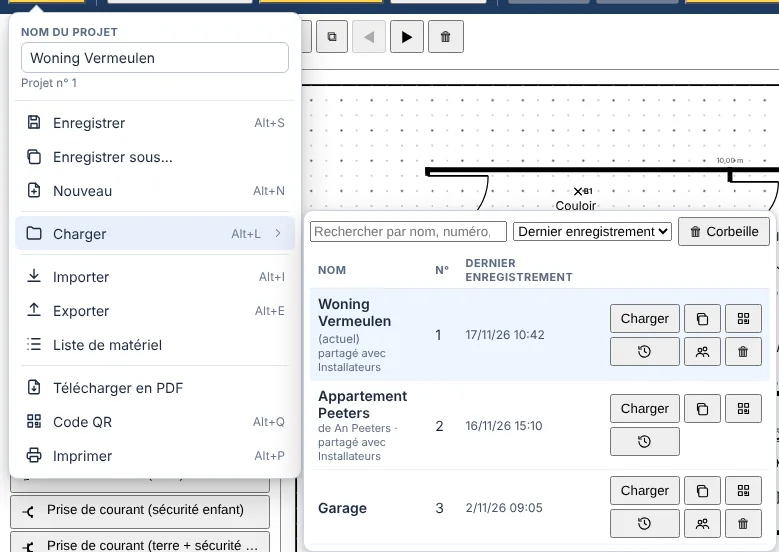 NOM DU PROJET
Woning Vermeulen
Projet n° 1
Enregistrer Alt+S
Enregistrer sous...
Nouveau Alt+N
Charger Alt+L
Importer Alt+I
Exporter Alt+E
Liste de matériel
Télécharger en PDF
Code QR Alt+Q
Imprimer Alt+P
Prise de courant (sécurité enfant)
Prise de courant (terre + sécurité ...
10,00 m
B1
Couloir
Rechercher par nom, numéro,
Dernier enregistrement
Corbeille
NOM N° DERNIER
ENREGISTREMENT
Woning
Vermeulen
(actuel)
partagé avec
Installateurs
1 17/11/26 10:42
Charger
Appartement
Peeters
de An Peeters ·
partagé avec
Installateurs
2 16/11/26 15:10
Charger
Garage 3 2/11/26 09:05
Charger